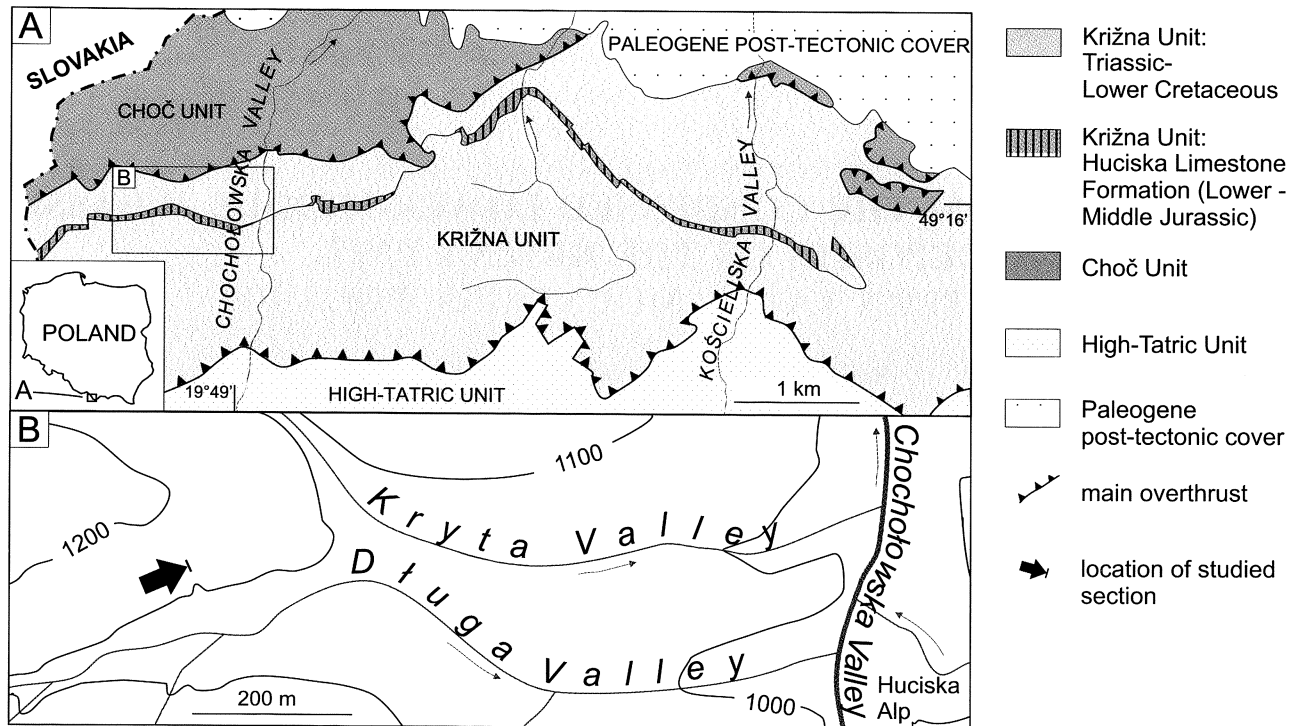 A
SLOVAKIA
CHOČ UNIT
CHOCHOŁOWSKA VALLEY
PALEOGENE POST-TECTONIC COVER
B
KRIŽNA UNIT
KOŚCIELISKA VALLEY
49°16'
POLAND
A
19°49'
HIGH-TATRIC UNIT
1 km
B
1100
1200
Kryta Valley
Długa Valley
Chochołowska Valley
200 m
1000
Huciska
Alp.
Križna Unit:
Triassic-
Lower Cretaceous
Križna Unit:
Huciska Limestone
Formation (Lower -
Middle Jurassic)
Choč Unit
High-Tatric Unit
Paleogene
post-tectonic cover
main overthrust
location of studied
section